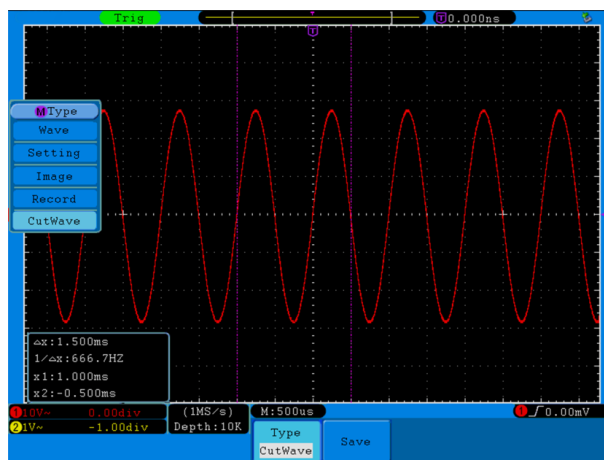 Trig
T 0.000ns
T
M Type
Wave
Setting
Image
Record
CutWave
△x:1.500ms
1/△x:666.7HZ
x1:1.000ms
x2:-0.500ms
1 10V~ 0.00div
(1MS/s)
M:500us
1 0.00mV
2 1V~ -1.00div
Depth:10K
Type
CutWave
Save